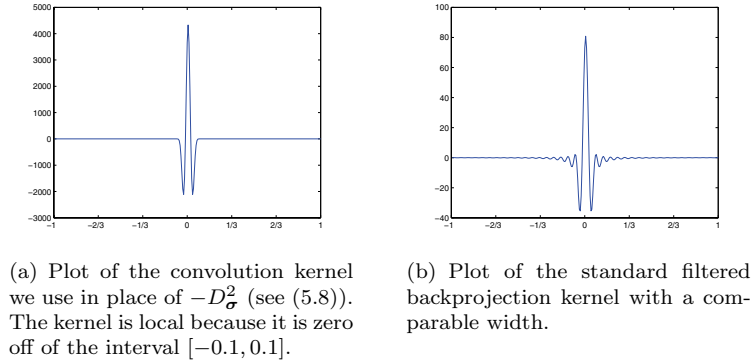 5000
4000
3000
2000
1000
0
−1000
−2000
−3000
−1 −2/3 −1/3 0 1/3 2/3 1
100
80
60
40
20
0
−20
−40
−1 −2/3 −1/3 0 1/3 2/3 1
(a) Plot of the convolution kernel
we use in place of −D²σ (see (5.8)).
The kernel is local because it is zero
off of the interval [−0.1, 0.1].
(b) Plot of the standard filtered
backprojection kernel with a com-
parable width.